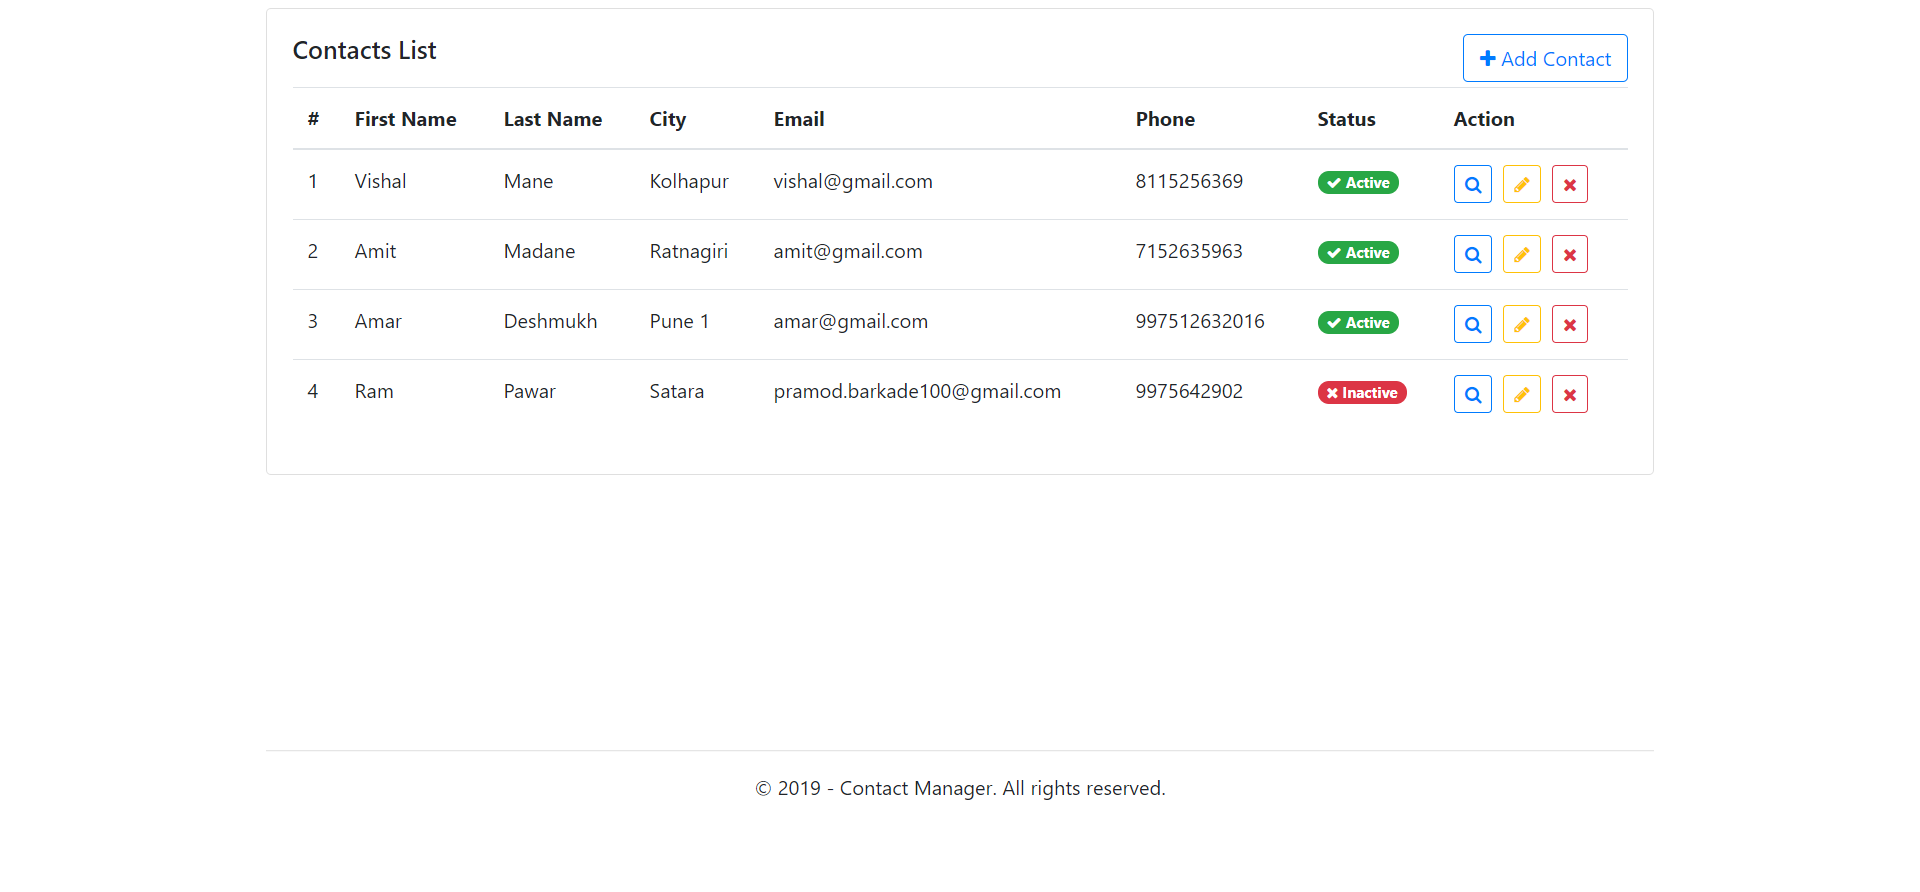 Contacts List
Add Contact
# First Name Last Name City Email Phone Status Action
1 Vishal Mane Kolhapur vishal@gmail.com 8115256369 Active
2 Amit Madane Ratnagiri amit@gmail.com 7152635963 Active
3 Amar Deshmukh Pune 1 amar@gmail.com 997512632016 Active
4 Ram Pawar Satara pramod.barkade100@gmail.com 9975642902 Inactive
© 2019 - Contact Manager. All rights reserved.